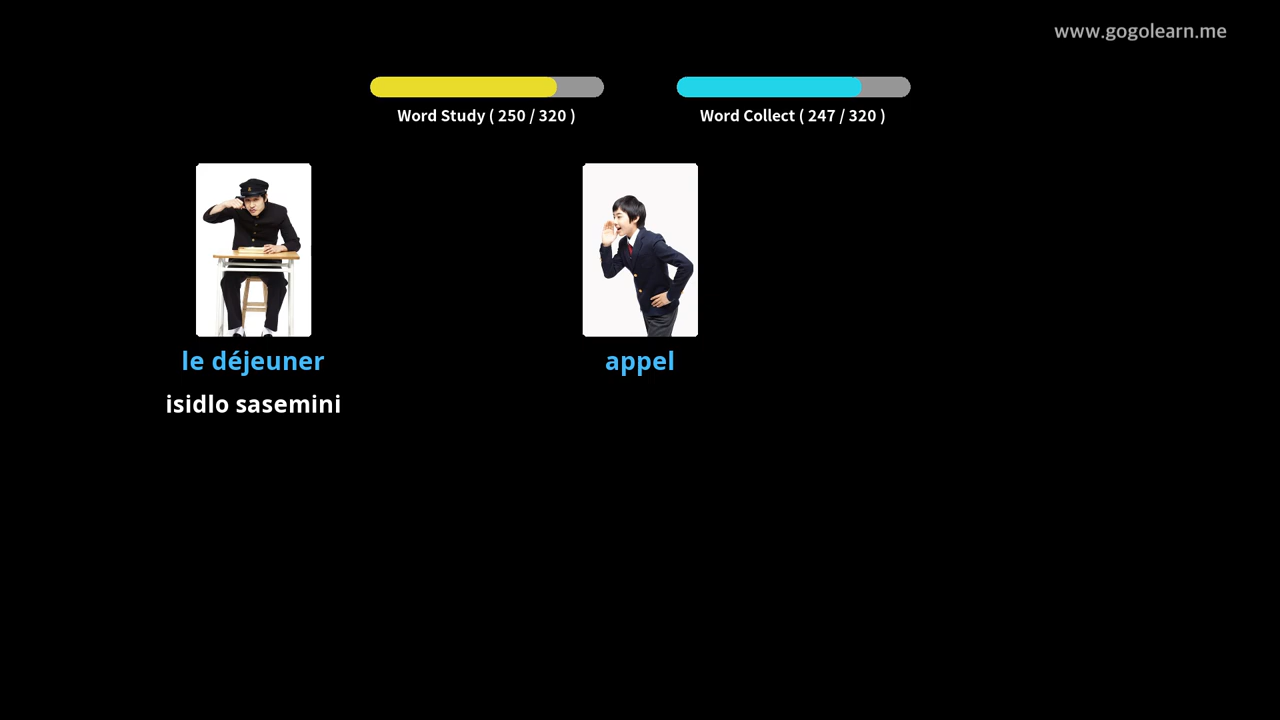 www.gogolearn.me
Word Study ( 250 / 320 )
Word Collect ( 247 / 320 )
le déjeuner
appel
isidlo sasemini